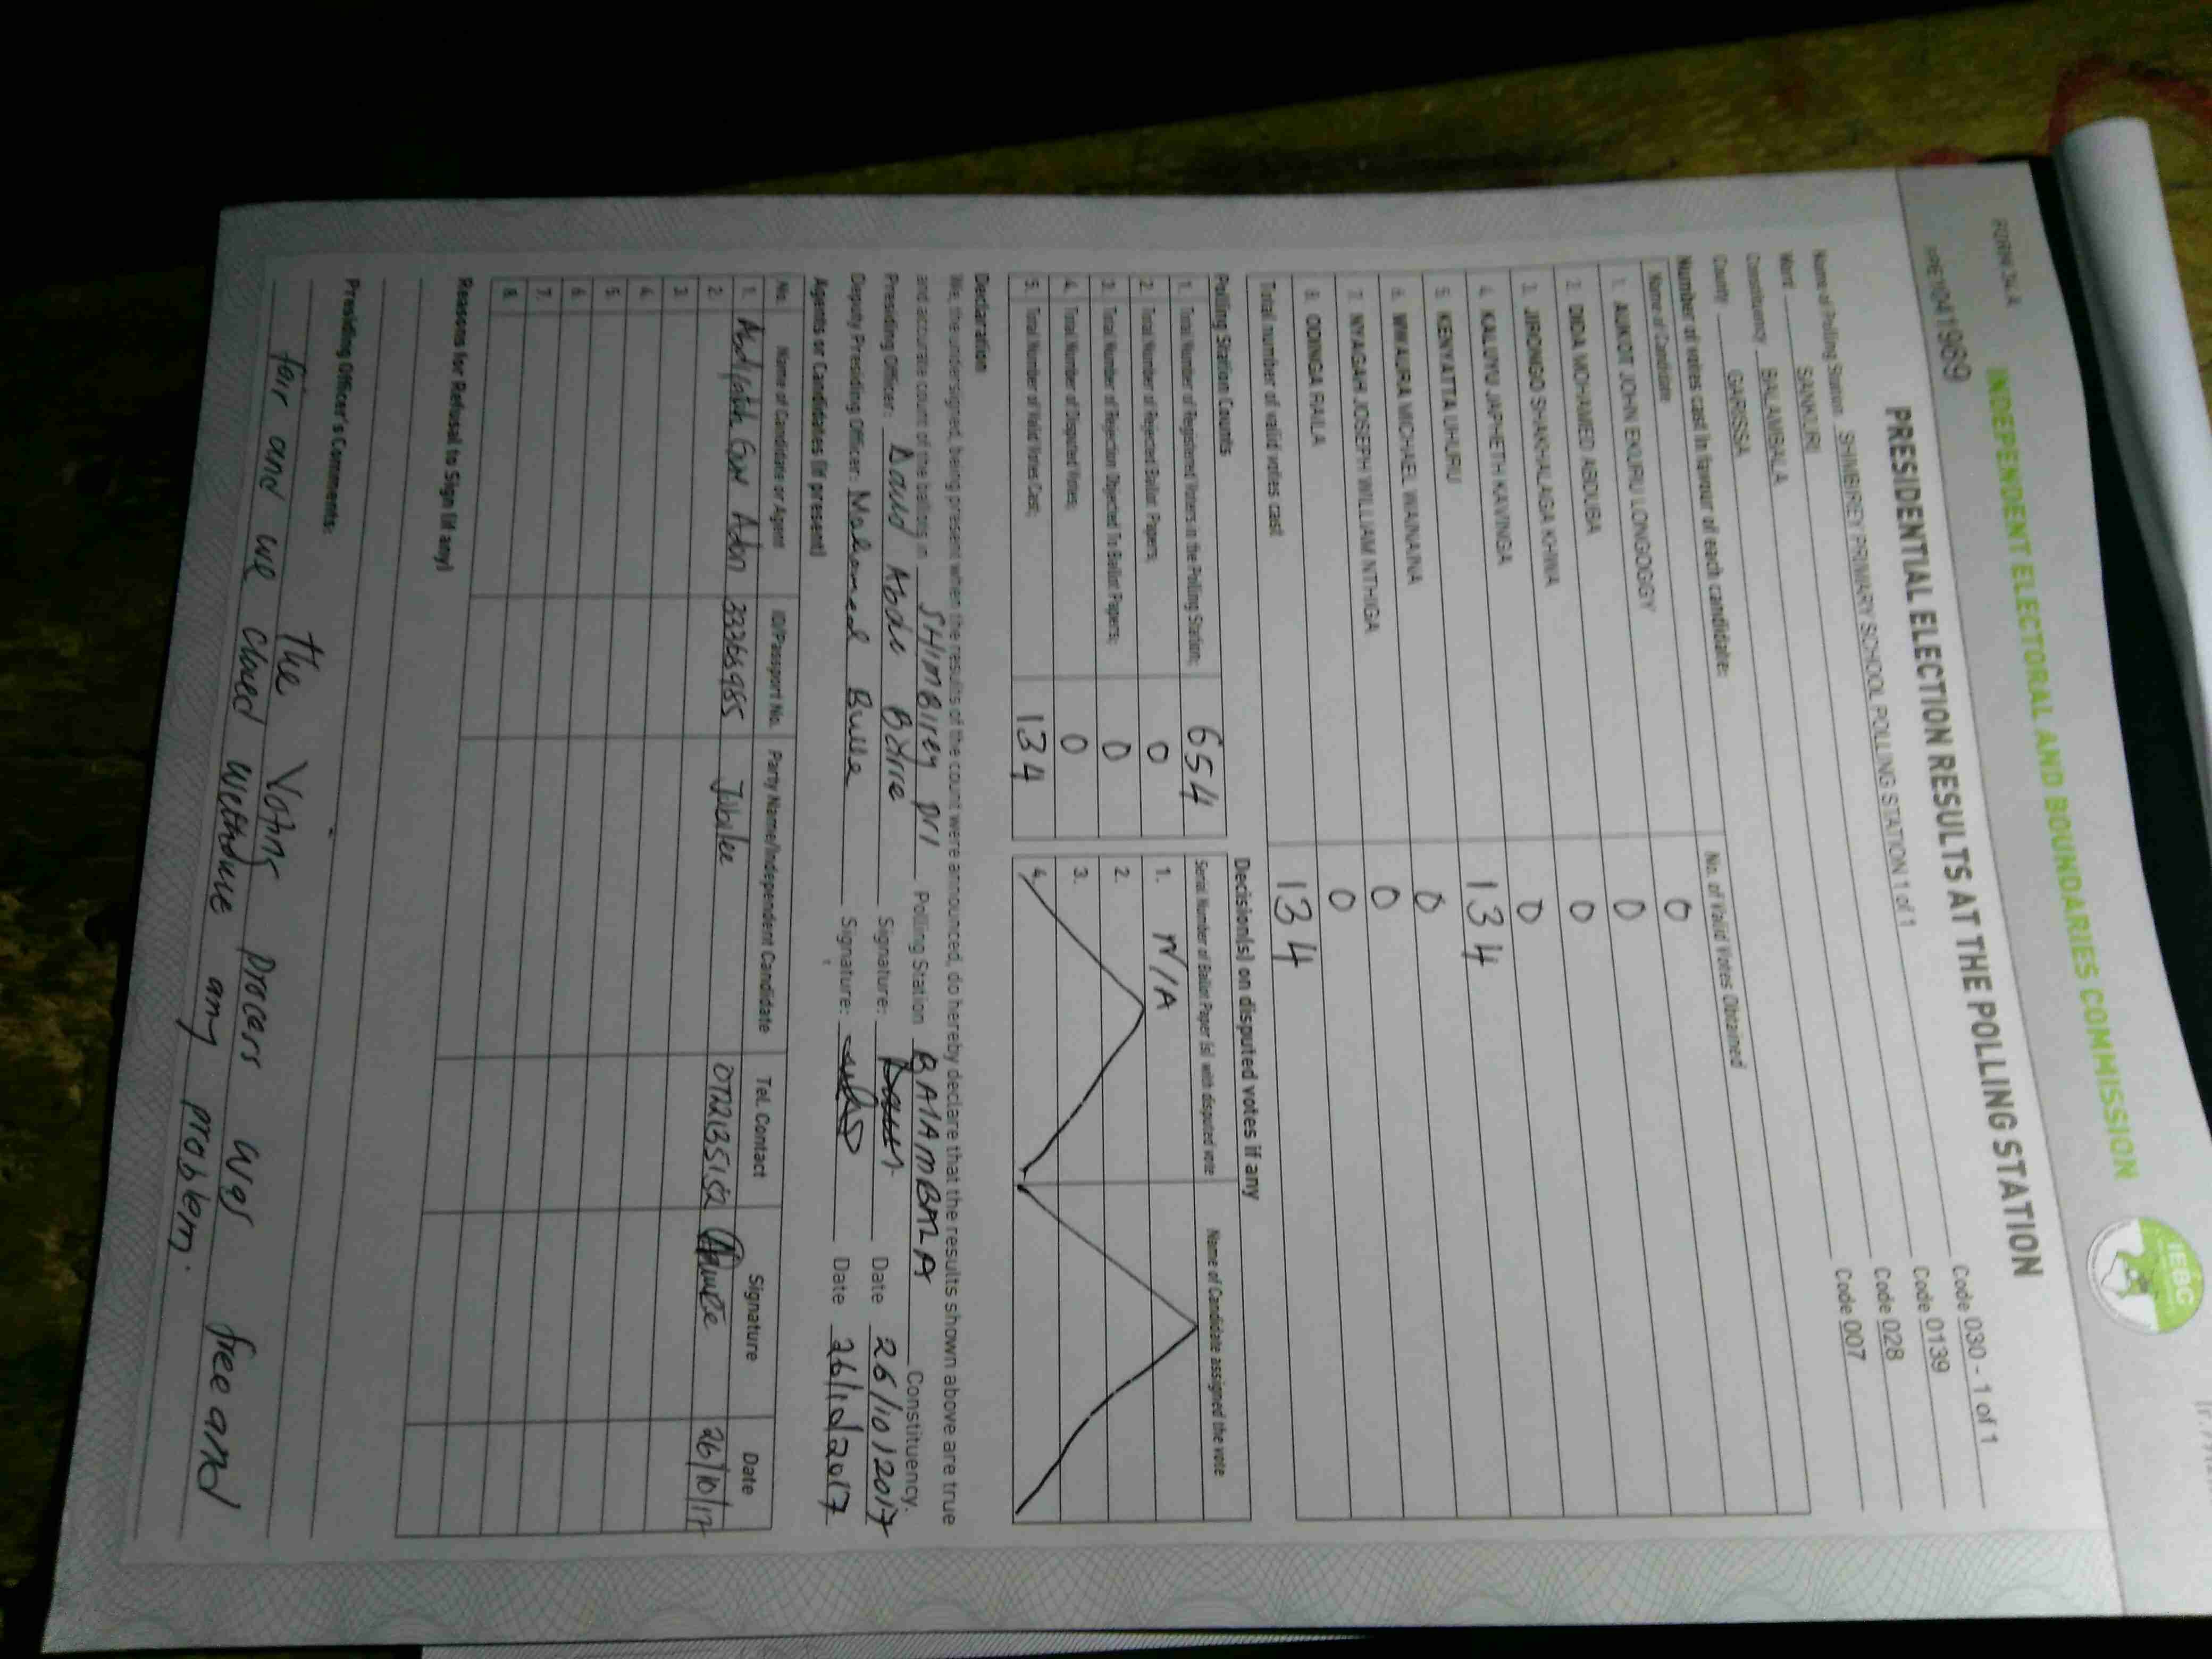 FORM 34 A
INDEPENDENT ELECTORAL AND BOUNDARIES COMMISSION
IEBC
PRESIDENTIAL ELECTION RESULTS AT THE POLLING STATION
Name of Polling Station SHIMBIREY PRIMARY SCHOOL POLLING STATION 1 of 1 Code 030 - 1 of 1
Ward SANKURI Code 0139
Constituency BALAMBALA Code 028
County GARISSA Code 007
Number of votes cast in favour of each candidate:
Name of Candidate No. of Valid Votes Obtained
1. AUKOT JOHN EKURU LONGOGGY 0
2. DIDA MOHAMED ABDUBA 0
3. JIRONGO SHAKHALAGA KHWA 0
4. KALUYU JAPHETH KAVINGA 0
5. KENYATTA UHURU 134
6. MWAURA MICHAEL WAINAINA 0
7. NYAGAH JOSEPH WILLIAM NTHIGA 0
8. ODINGA RAILA 0
Total number of valid votes cast 134
Polling Station Counts
1. Total Number of Registered Voters in the Polling Station; 654
2. Total Number of Rejected Ballot Papers; 0
3. Total Number of Rejection Objected To Ballot Papers; 0
4. Total Number of Disputed Votes; 0
5. Total Number of Valid Votes Cast; 134
Decision(s) on disputed votes if any
Serial Number of Ballot Paper (s) with disputed vote Name of Candidate assigned the vote
1. N/A
2.
3.
4.
Declaration
We, the undersigned, being present when the results of the count were announced, do hereby declare that the results shown above are true
and accurate count of the ballots in SHIMBIREY PRI Polling Station BALAMBALA Constituency.
Presiding Officer: Daud Abdi Signature: Date 26/10/2017
Deputy Presiding Officer: Mohamed Bulle Signature: Date 26/10/2017
Agents or Candidates (if present)
No. Name of Candidate or Agent ID/Passport No. Party Name/Independent Candidate Tel. Contact Signature Date
1. Aden Jubilee 26/10/17
2.
3.
4.
5.
6.
7.
8.
Reasons for Refusal to Sign (if any)
Presiding Officer's Comments:
the Voting process was free and
fair and we closed withdue any problem.